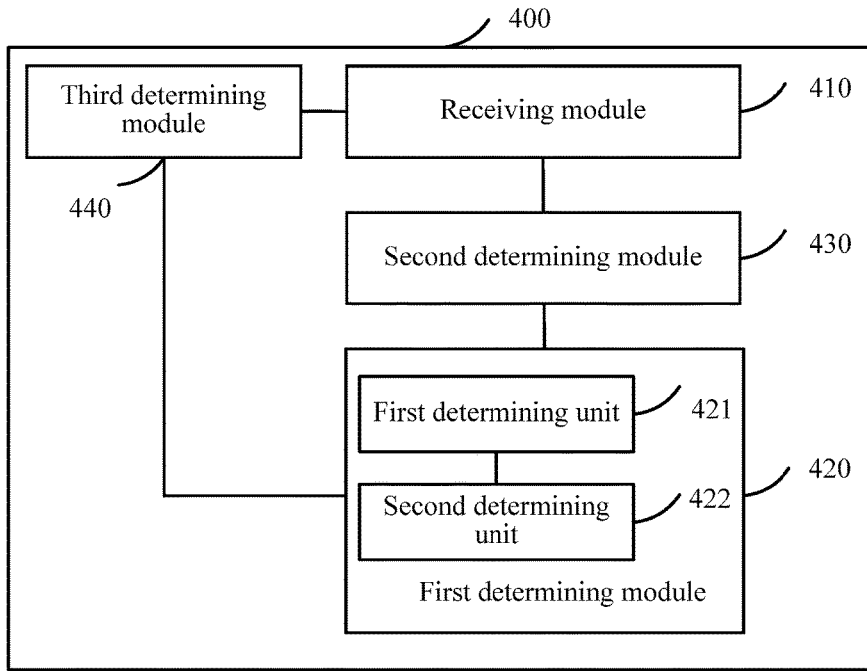 400
Third determining
module
Receiving module
410
440
Second determining module
430
First determining unit
421
Second determining
unit
422
420
First determining module